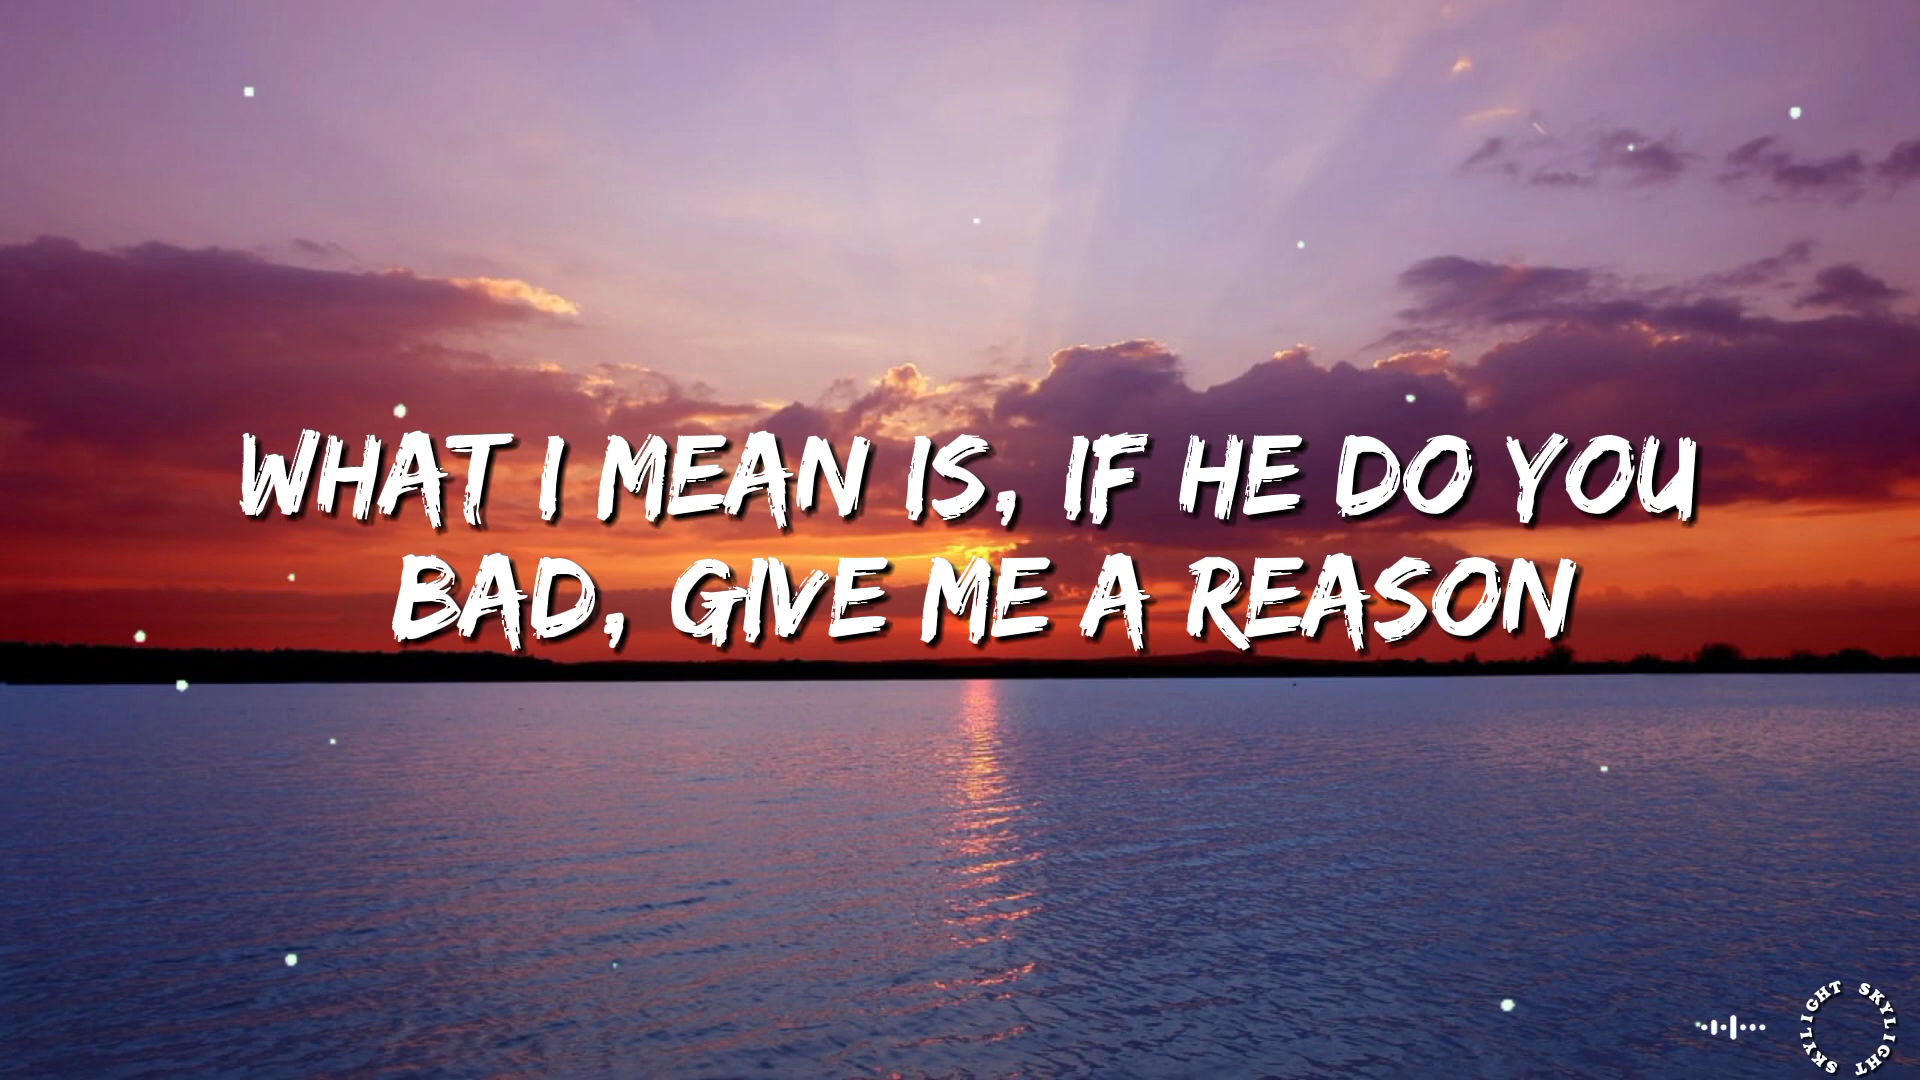 WHAT I MEAN IS, IF HE DO YOU
BAD, GIVE ME A REASON
SKYLIGHT SKYLIGHT